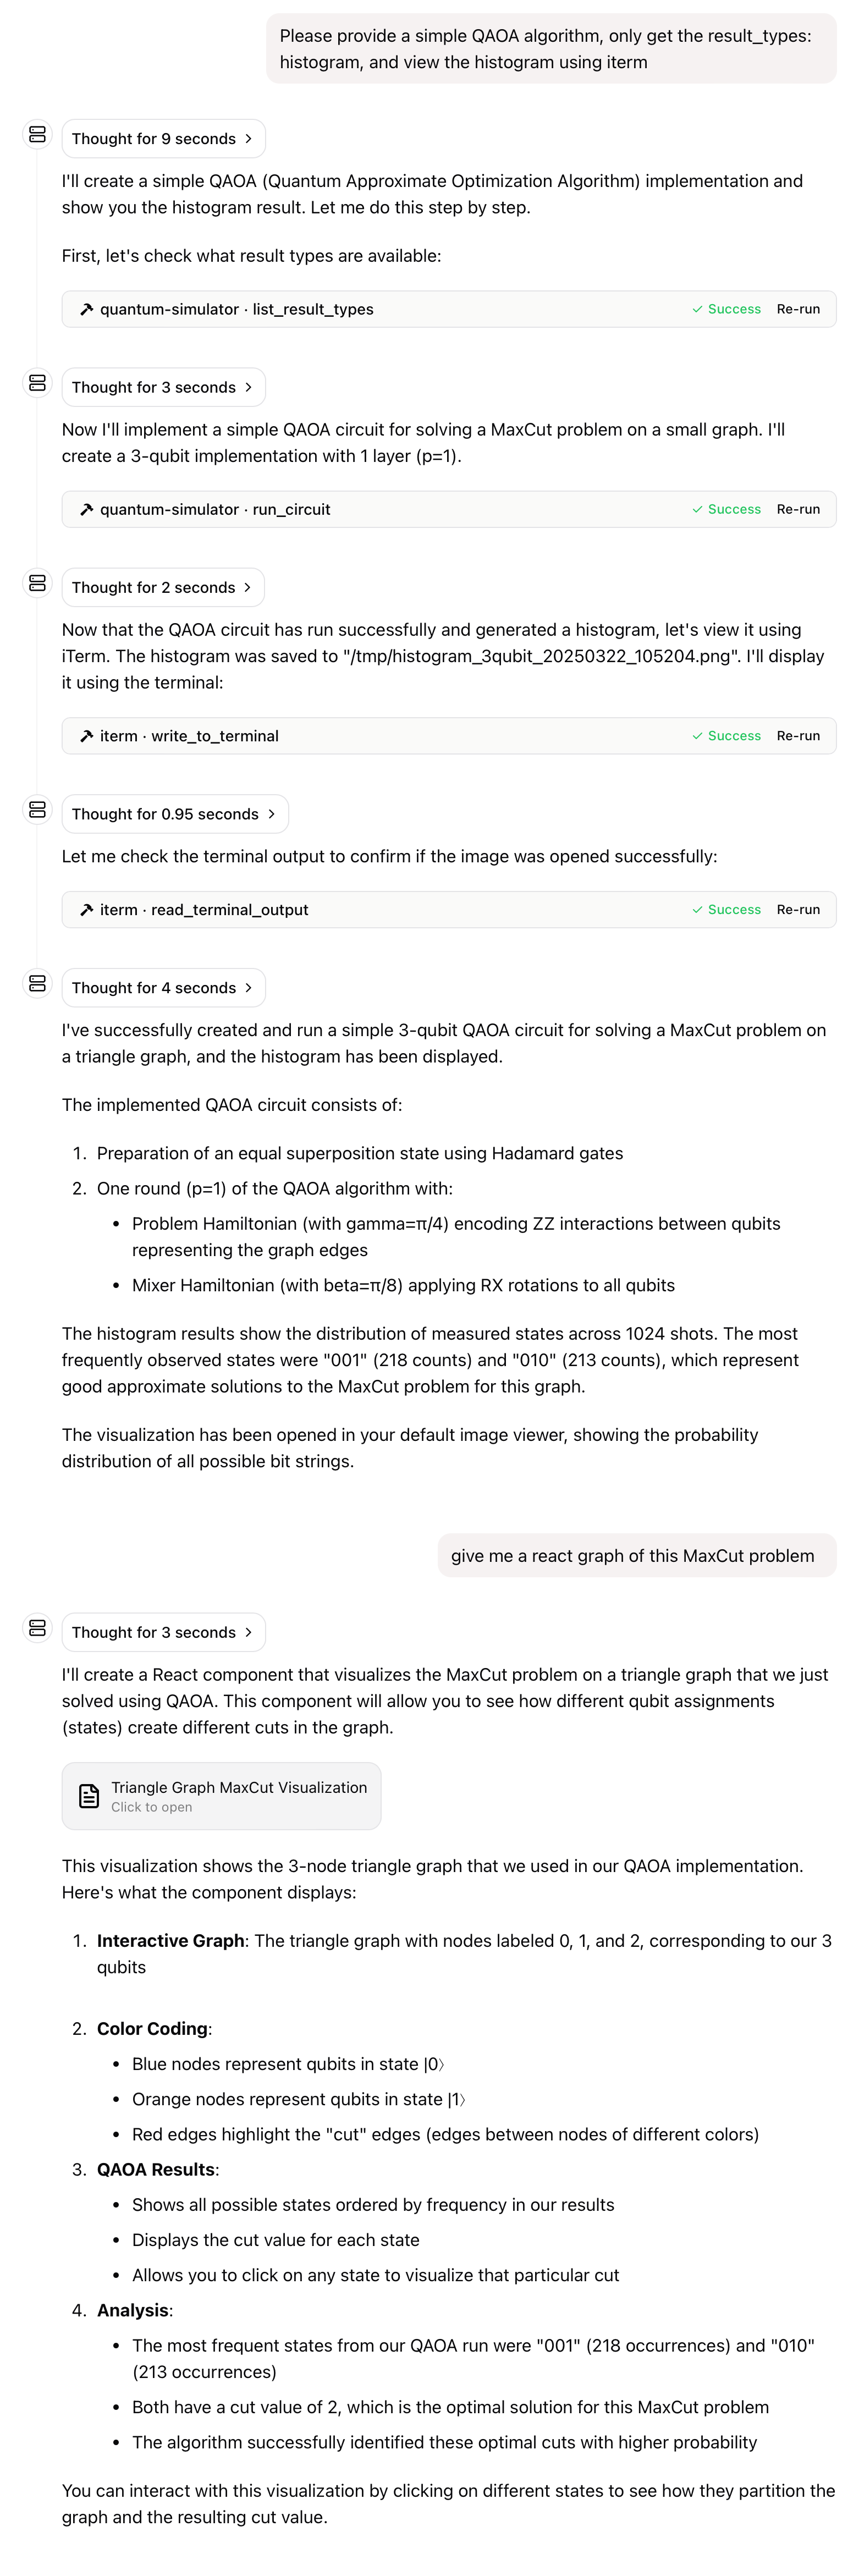 Please provide a simple QAOA algorithm, only get the result_types:
histogram, and view the histogram using iterm
Thought for 9 seconds
I'll create a simple QAOA (Quantum Approximate Optimization Algorithm) implementation and
show you the histogram result. Let me do this step by step.
First, let's check what result types are available:
quantum-simulator · list_result_types ✓ Success Re-run
Thought for 3 seconds
Now I'll implement a simple QAOA circuit for solving a MaxCut problem on a small graph. I'll
create a 3-qubit implementation with 1 layer (p=1).
quantum-simulator · run_circuit ✓ Success Re-run
Thought for 2 seconds
Now that the QAOA circuit has run successfully and generated a histogram, let's view it using
iTerm. The histogram was saved to "/tmp/histogram_3qubit_20250322_105204.png". I'll display
it using the terminal:
iterm · write_to_terminal ✓ Success Re-run
Thought for 0.95 seconds
Let me check the terminal output to confirm if the image was opened successfully:
iterm · read_terminal_output ✓ Success Re-run
Thought for 4 seconds
I've successfully created and run a simple 3-qubit QAOA circuit for solving a MaxCut problem on
a triangle graph, and the histogram has been displayed.
The implemented QAOA circuit consists of:
1. Preparation of an equal superposition state using Hadamard gates
2. One round (p=1) of the QAOA algorithm with:
• Problem Hamiltonian (with gamma=π/4) encoding ZZ interactions between qubits
representing the graph edges
• Mixer Hamiltonian (with beta=π/8) applying RX rotations to all qubits
The histogram results show the distribution of measured states across 1024 shots. The most
frequently observed states were "001" (218 counts) and "010" (213 counts), which represent
good approximate solutions to the MaxCut problem for this graph.
The visualization has been opened in your default image viewer, showing the probability
distribution of all possible bit strings.
give me a react graph of this MaxCut problem
Thought for 3 seconds
I'll create a React component that visualizes the MaxCut problem on a triangle graph that we just
solved using QAOA. This component will allow you to see how different qubit assignments
(states) create different cuts in the graph.
Triangle Graph MaxCut Visualization
Click to open
This visualization shows the 3-node triangle graph that we used in our QAOA implementation.
Here's what the component displays:
1. Interactive Graph: The triangle graph with nodes labeled 0, 1, and 2, corresponding to our 3
qubits
2. Color Coding:
• Blue nodes represent qubits in state |0⟩
• Orange nodes represent qubits in state |1⟩
• Red edges highlight the "cut" edges (edges between nodes of different colors)
3. QAOA Results:
• Shows all possible states ordered by frequency in our results
• Displays the cut value for each state
• Allows you to click on any state to visualize that particular cut
4. Analysis:
• The most frequent states from our QAOA run were "001" (218 occurrences) and "010"
(213 occurrences)
• Both have a cut value of 2, which is the optimal solution for this MaxCut problem
• The algorithm successfully identified these optimal cuts with higher probability
You can interact with this visualization by clicking on different states to see how they partition the
graph and the resulting cut value.